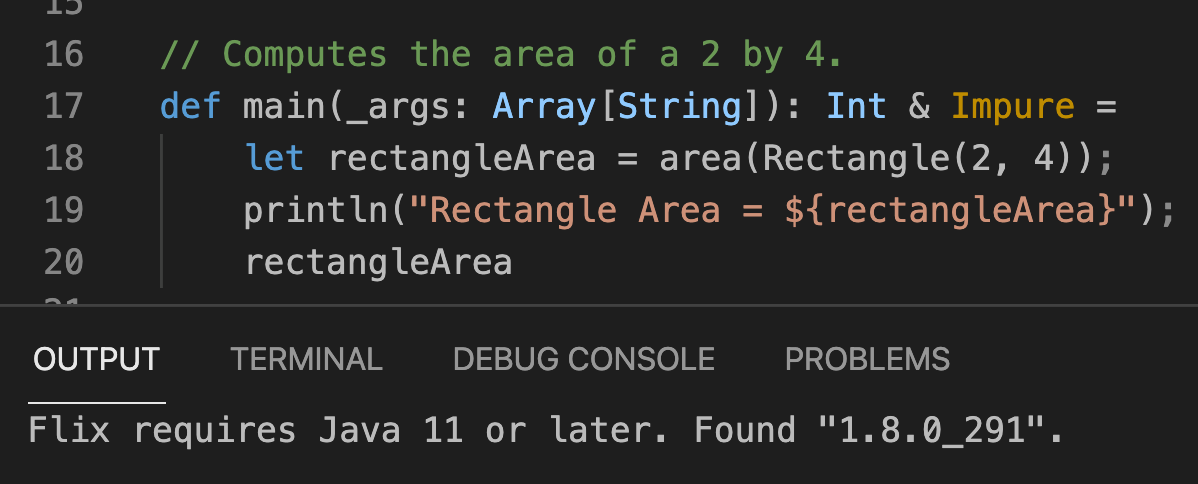 15
16 // Computes the area of a 2 by 4.
17 def main(_args: Array[String]): Int & Impure =
18 let rectangleArea = area(Rectangle(2, 4));
19 println("Rectangle Area = ${rectangleArea}");
20 rectangleArea
21
OUTPUT TERMINAL DEBUG CONSOLE PROBLEMS
Flix requires Java 11 or later. Found "1.8.0_291".